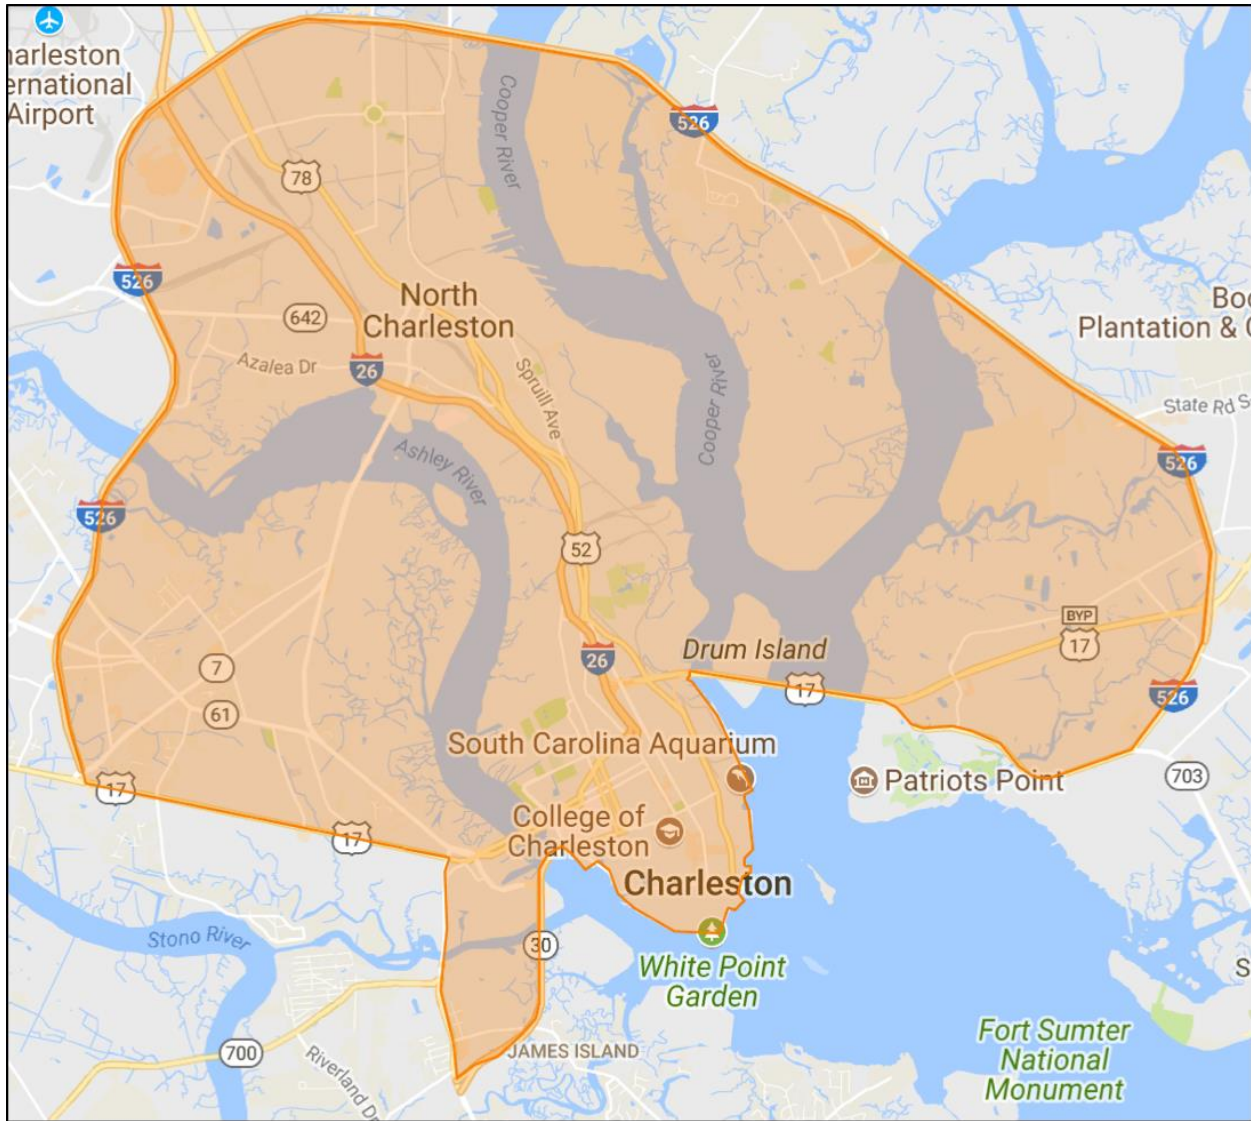 harleston
ernational
Airport
Cooper River
526
78
526
North
Charleston
642
Azalea Dr
26
Spruill Ave
Cooper River
Boo
Plantation & G
State Rd S
Ashley River
526
526
52
BYP
17
Drum Island
26
7
17
526
61
South Carolina Aquarium
17
Patriots Point
703
17
College of
Charleston
Charleston
Stono River
30
White Point
Garden
S
700
JAMES ISLAND
Riverland Dr
Fort Sumter
National
Monument